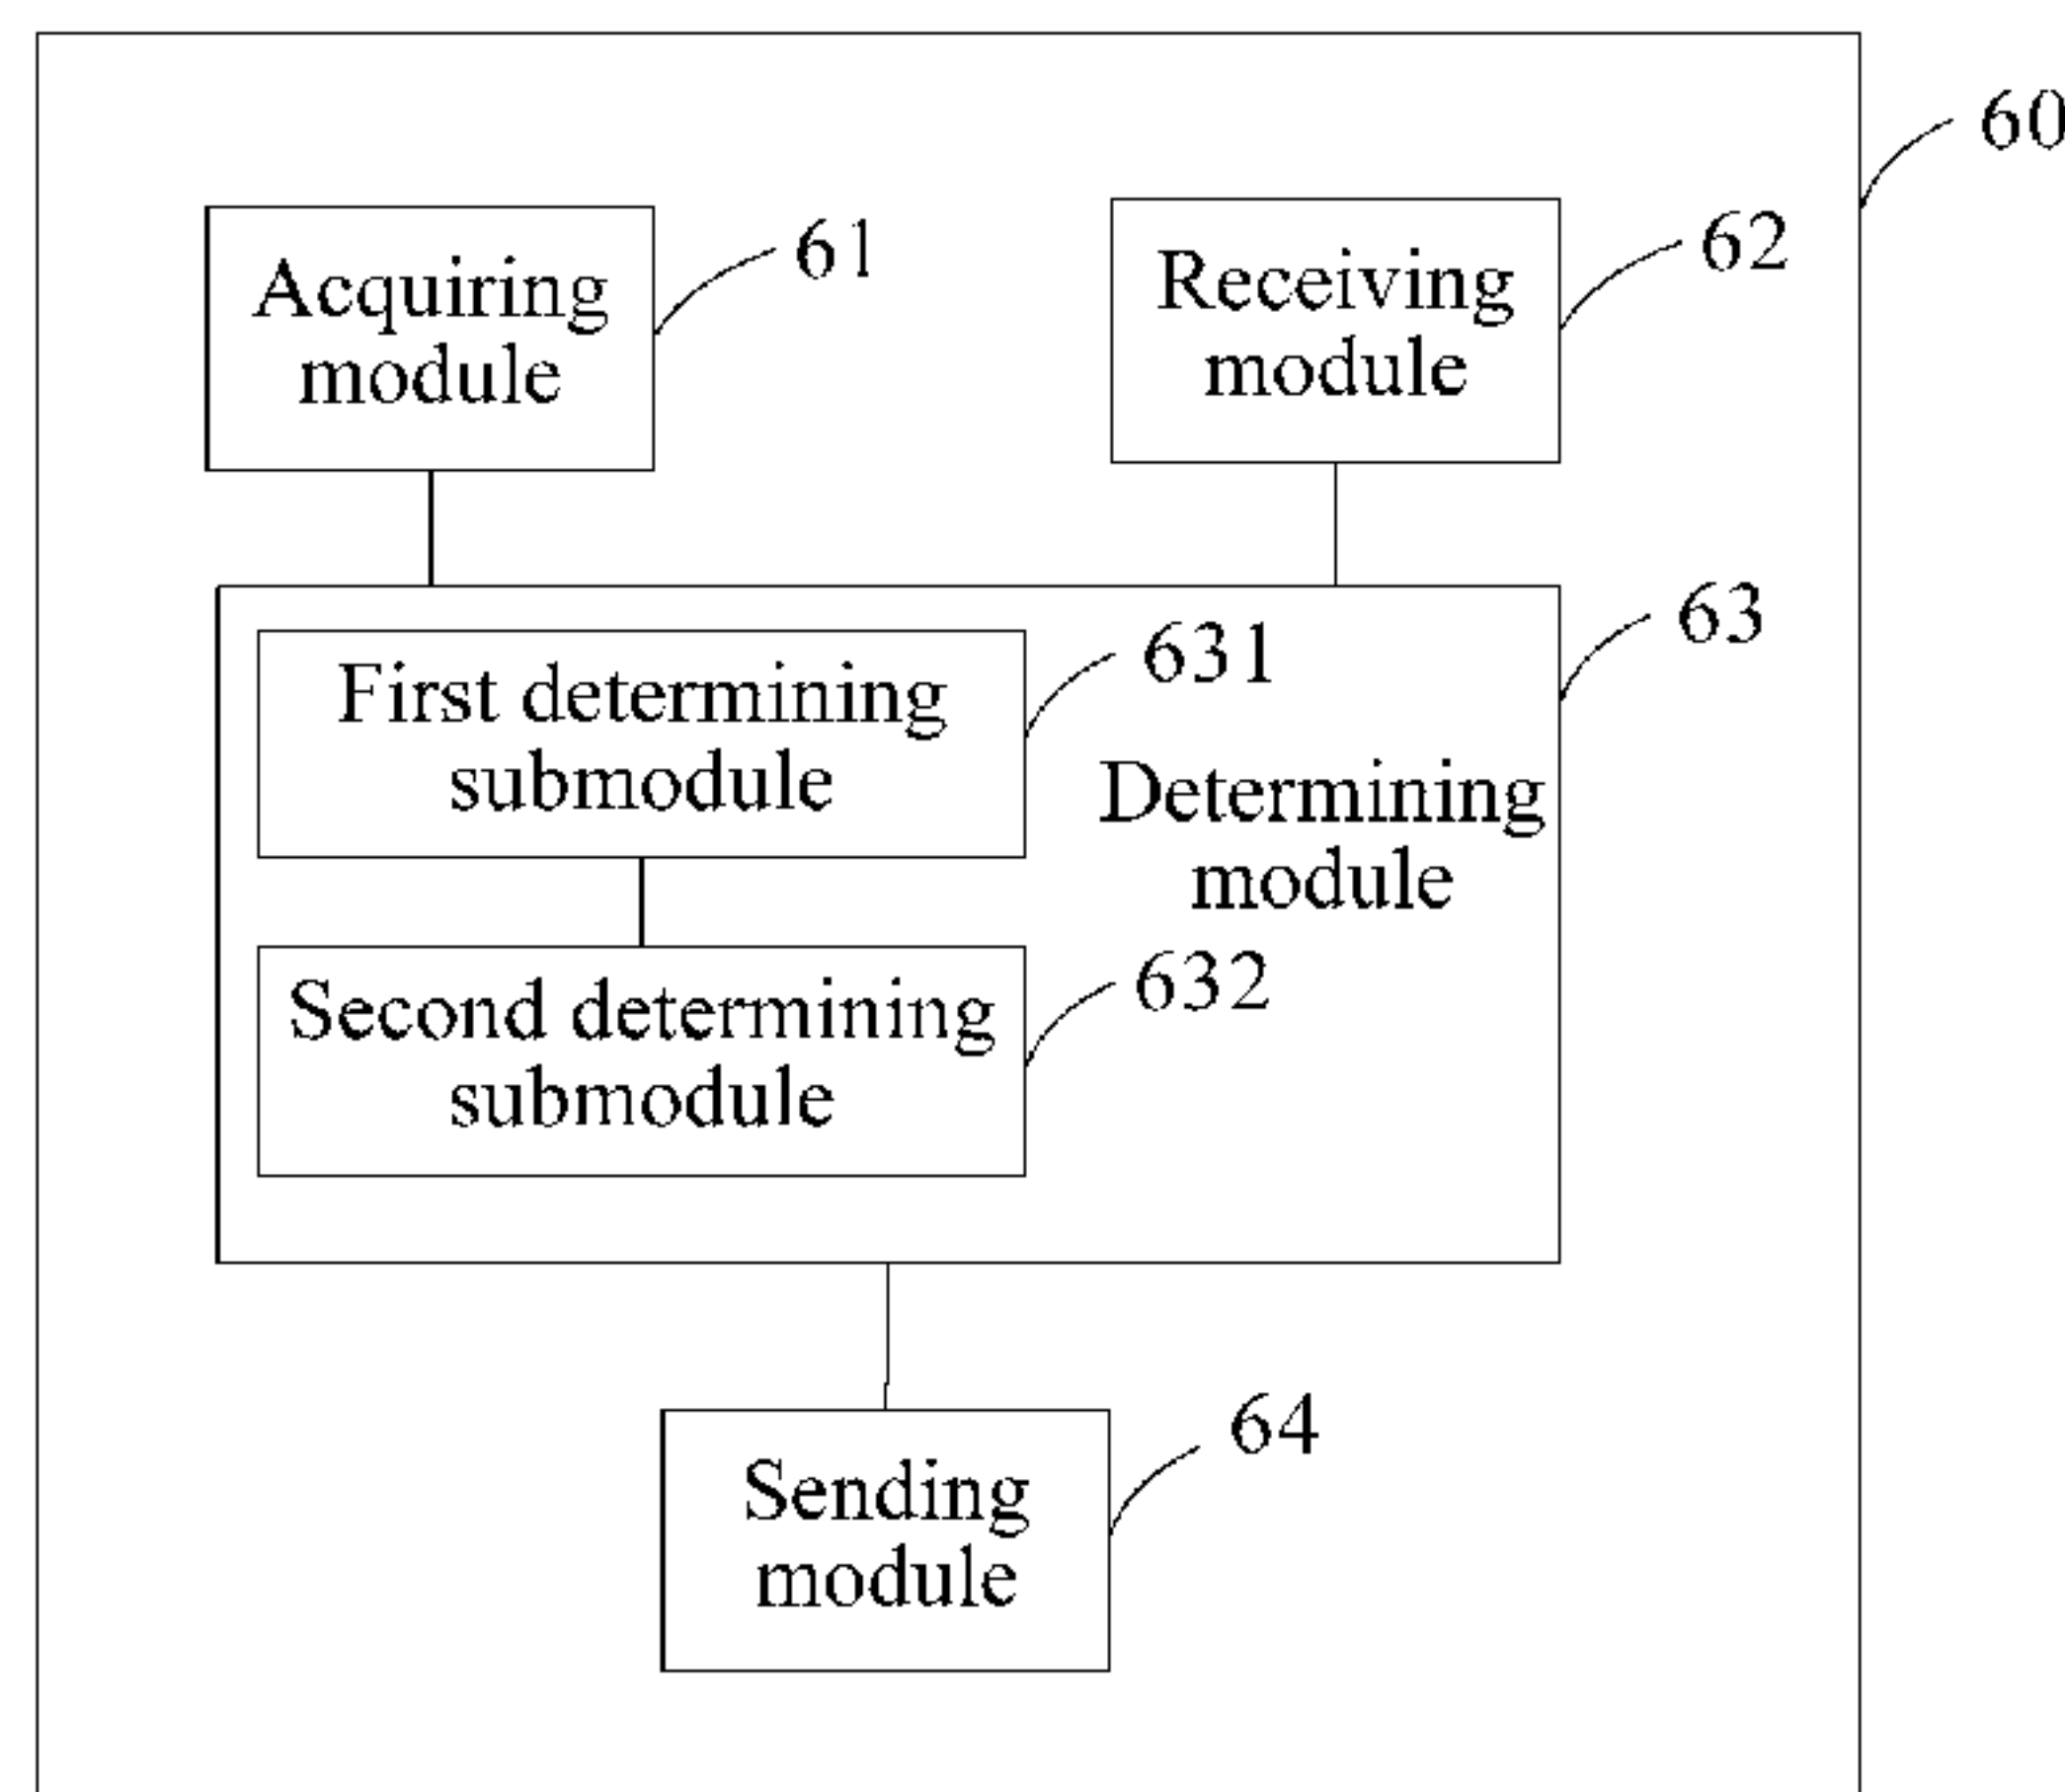 60
Acquiring
module
61
Receiving
module
62
63
First determining
submodule
631
Determining
module
Second determining
submodule
632
Sending
module
64